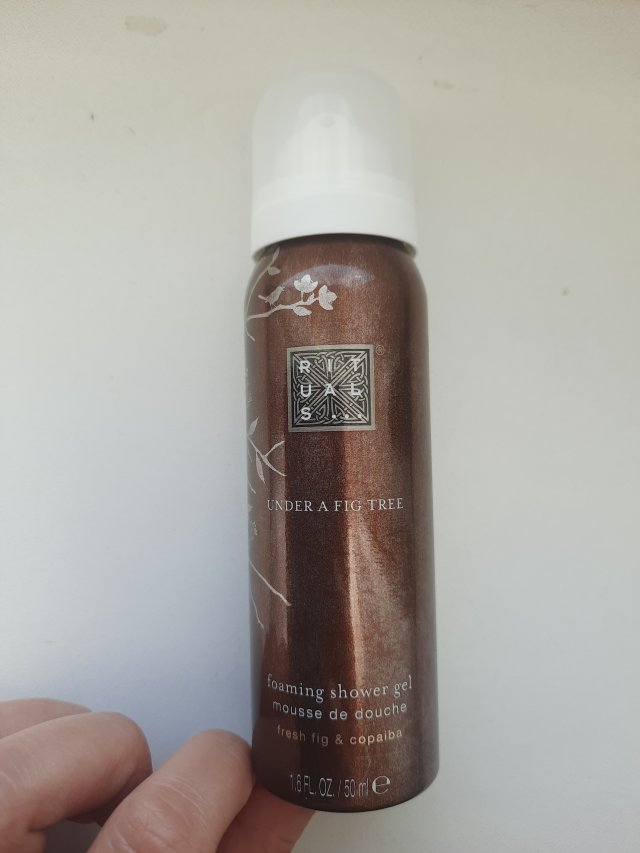 RIT
UAL
S...
®
UNDER A FIG TREE
foaming shower gel
mousse de douche
fresh fig & copaiba
1.6 FL. OZ. / 50 ml ℮